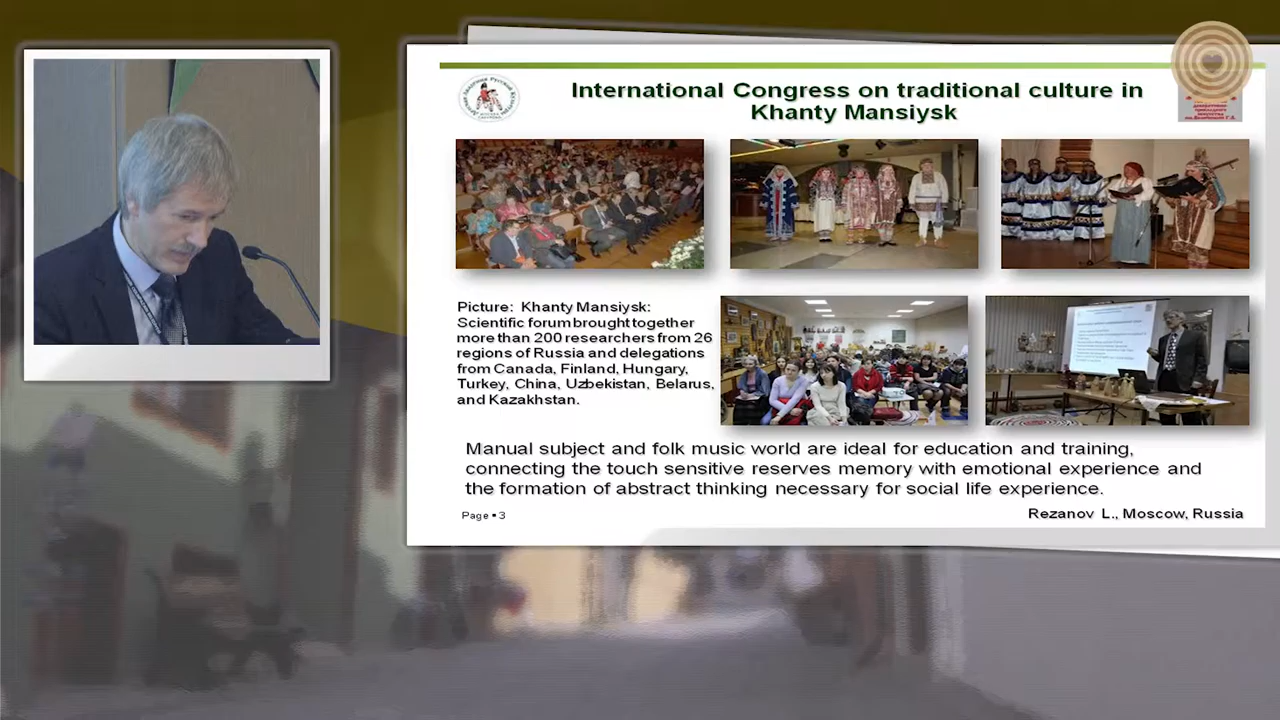 International Congress on traditional culture in
Khanty Mansiysk
Picture: Khanty Mansiysk:
Scientific forum brought together
more than 200 researchers from 26
regions of Russia and delegations
from Canada, Finland, Hungary,
Turkey, China, Uzbekistan, Belarus,
and Kazakhstan.
Manual subject and folk music world are ideal for education and training,
connecting the touch sensitive reserves memory with emotional experience and
the formation of abstract thinking necessary for social life experience.
Page ▪ 3
Rezanov L., Moscow, Russia